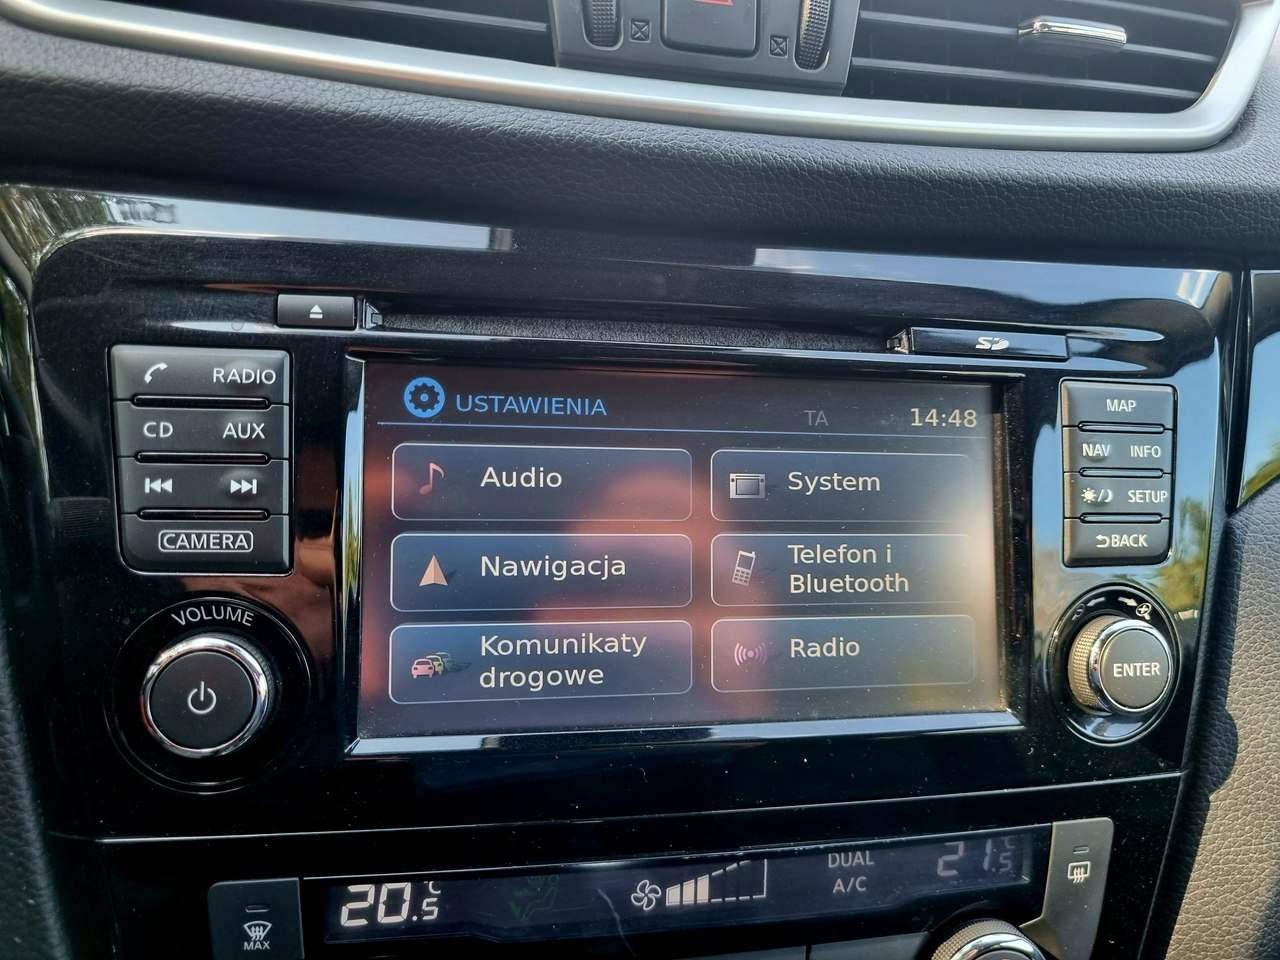 SD
RADIO
CD AUX
CAMERA
VOLUME
USTAWIENIA
TA 14:48
Audio
System
Nawigacja
Telefon i
Bluetooth
Komunikaty
drogowe
Radio
MAP
NAV INFO
SETUP
BACK
ENTER
20.5 °C
DUAL
A/C
21.5 °C
MAX